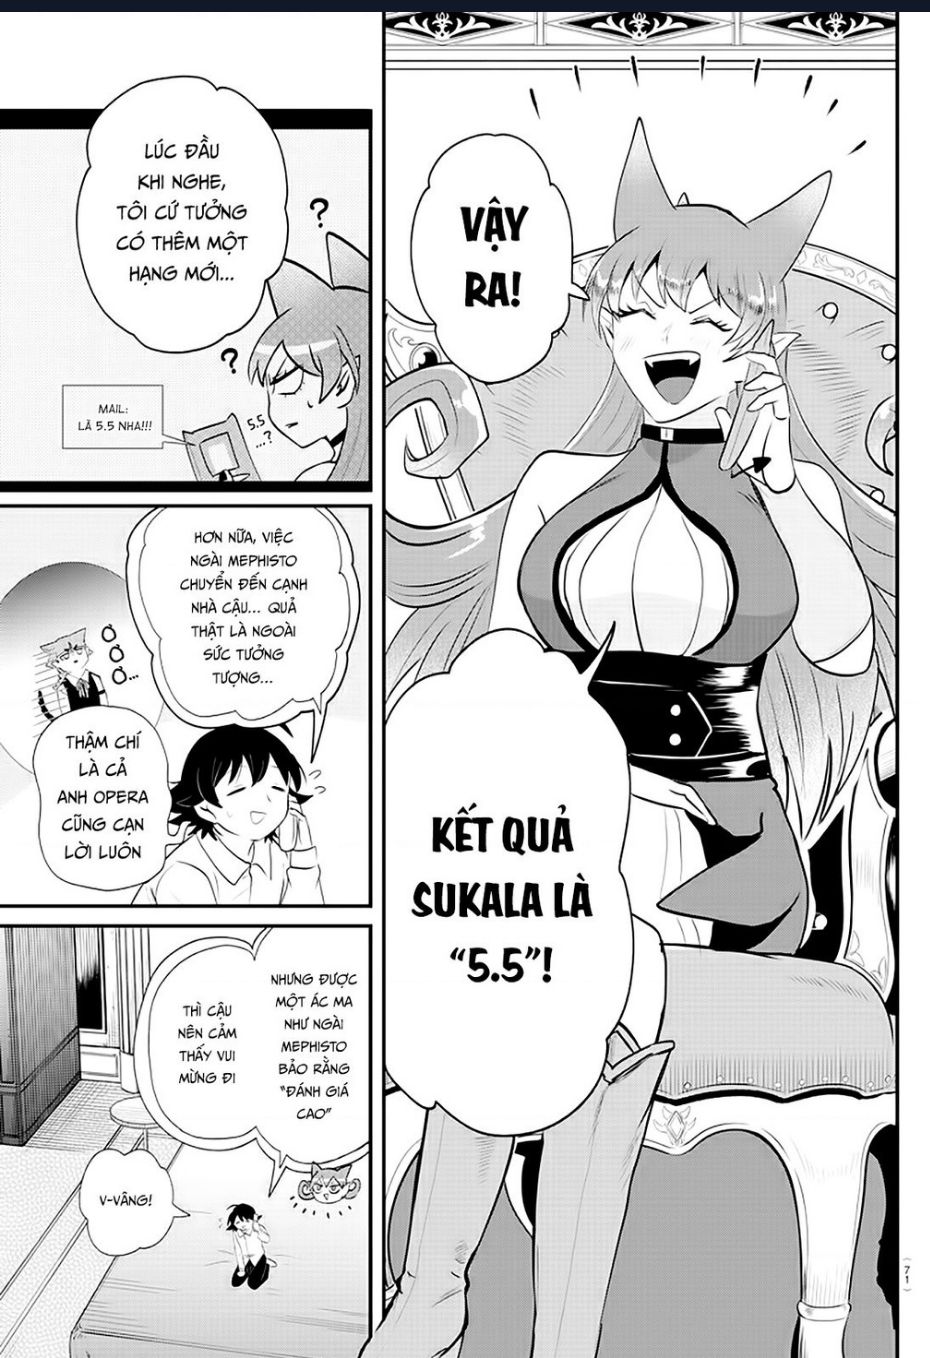 VẬY
RA!
KẾT QUẢ
SUKALA LÀ
“5.5”!
LÚC ĐẦU
KHI NGHE,
TÔI CỨ TƯỞNG
CÓ THÊM MỘT
HẠNG MỚI...
?
?
MAIL:
LÀ 5.5 NHA!!!
5.5
...?
HƠN NỮA, VIỆC
NGÀI MEPHISTO
CHUYỂN ĐẾN CẠNH
NHÀ CẬU... QUẢ
THẬT LÀ NGOÀI
SỨC TƯỞNG
TƯỢNG...
Ơ
Ơ
Ơ...
THẬM CHÍ
LÀ CẢ
ANH OPERA
CŨNG CẠN
LỜI LUÔN
NHƯNG ĐƯỢC
MỘT ÁC MA
NHƯ NGÀI
MEPHISTO
BẢO RẰNG
“ĐÁNH GIÁ
CAO”
THÌ CẬU
NÊN CẢM
THẤY VUI
MỪNG ĐI
V-VÂNG!
71